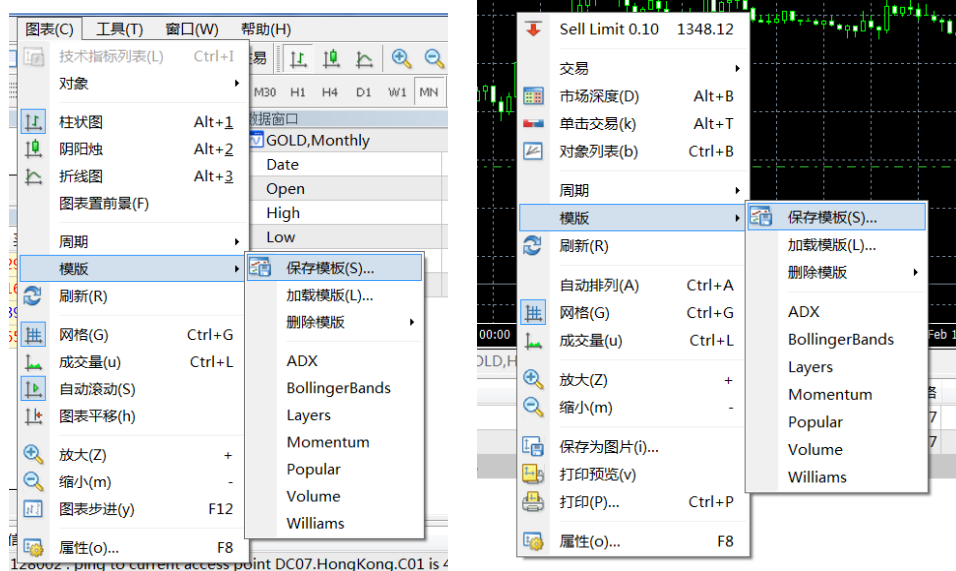 图表(C) 工具(T) 窗口(W) 帮助(H)
技术指标列表(L) Ctrl+I
对象
柱状图 Alt+1
阴阳烛 Alt+2
折线图 Alt+3
图表置前景(F)
周期
模版
刷新(R)
网格(G) Ctrl+G
成交量(u) Ctrl+L
自动滚动(S)
图表平移(h)
放大(Z) +
缩小(m) -
图表步进(y) F12
属性(o)... F8
易
M30 H1 H4 D1 W1 MN
数据窗口
GOLD,Monthly
Date
Open
High
Low
保存模板(S)...
加载模版(L)...
删除模版
ADX
BollingerBands
Layers
Momentum
Popular
Volume
Williams
128002 : ping to current access point DC07.HongKong.C01 is 4
Sell Limit 0.10 1348.12
交易
市场深度(D) Alt+B
单击交易(k) Alt+T
对象列表(b) Ctrl+B
周期
模版
刷新(R)
自动排列(A) Ctrl+A
网格(G) Ctrl+G
成交量(u) Ctrl+L
放大(Z) +
缩小(m) -
保存为图片(i)...
打印预览(v)
打印(P)... Ctrl+P
属性(o)... F8
保存模板(S)...
加载模版(L)...
删除模版
ADX
BollingerBands
Layers
Momentum
Popular
Volume
Williams
00:00
Feb 1
OLD,H
格
7
7